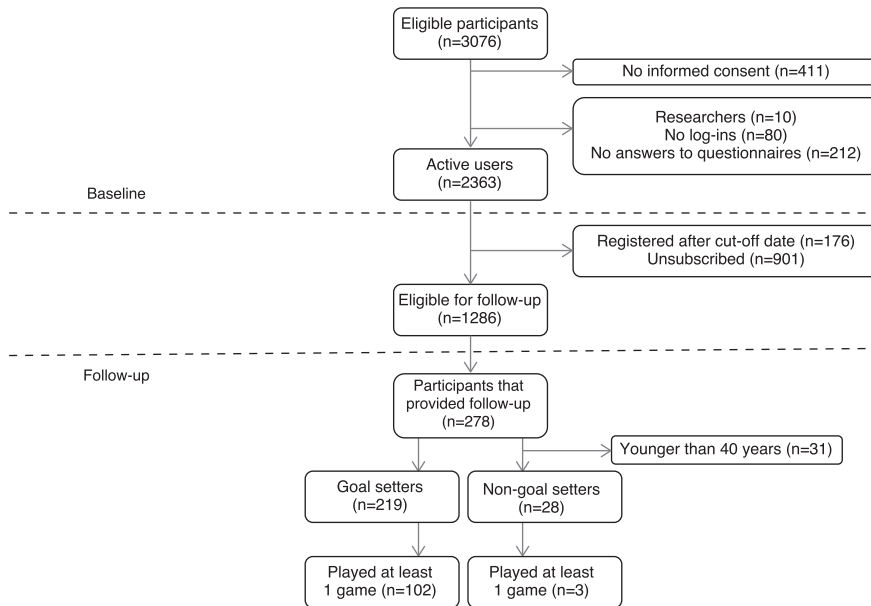 Eligible participants
(n=3076)
No informed consent (n=411)
Researchers (n=10)
No log-ins (n=80)
No answers to questionnaires (n=212)
Active users
(n=2363)
Baseline
Registered after cut-off date (n=176)
Unsubscribed (n=901)
Eligible for follow-up
(n=1286)
Follow-up
Participants that
provided follow-up
(n=278)
Younger than 40 years (n=31)
Goal setters
(n=219)
Non-goal setters
(n=28)
Played at least
1 game (n=102)
Played at least
1 game (n=3)